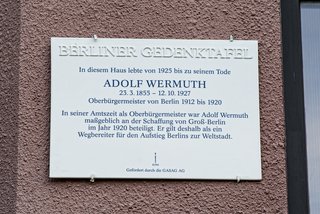 BERLINER GEDENKTAFEL
In diesem Haus lebte von 1925 bis zu seinem Tode
ADOLF WERMUTH
23. 3. 1855 – 12. 10. 1927
Oberbürgermeister von Berlin 1912 bis 1920
In seiner Amtszeit als Oberbürgermeister war Adolf Wermuth
maßgeblich an der Schaffung von Groß-Berlin
im Jahr 1920 beteiligt. Er gilt deshalb als ein
Wegbereiter für den Aufstieg Berlins zur Weltstadt.
Gefördert durch die GASAG AG